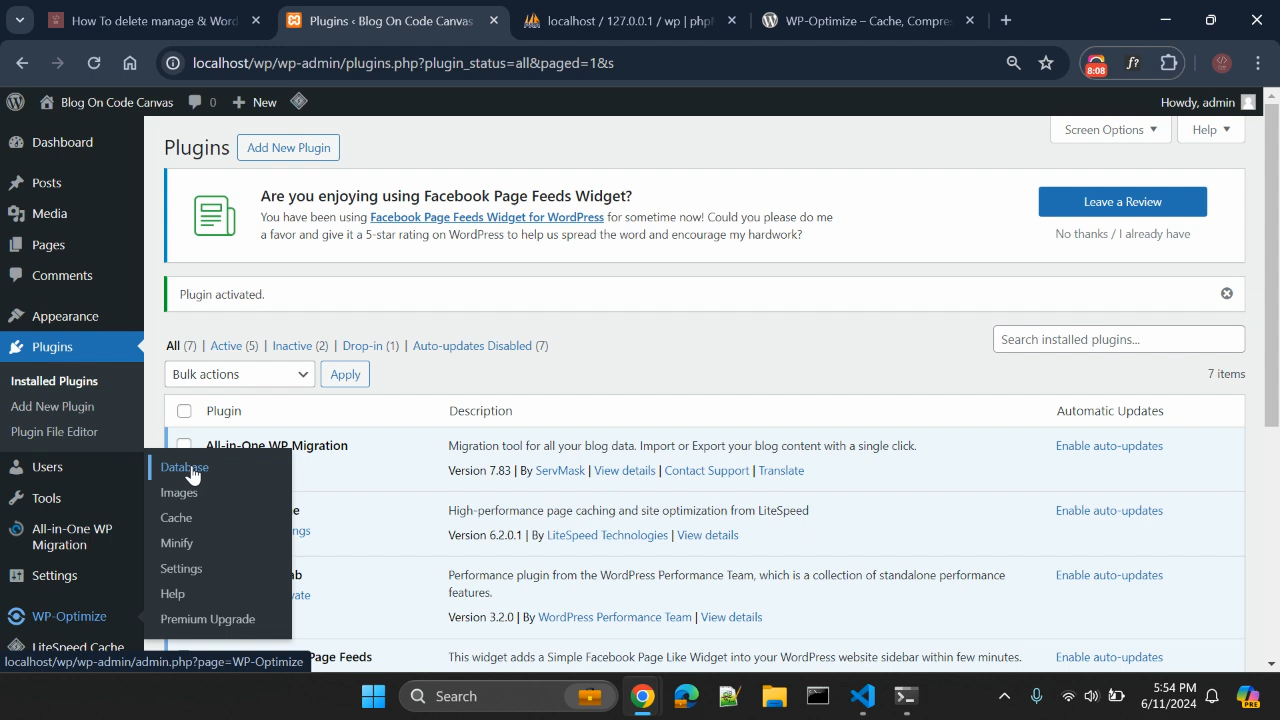 To delete manage & Word
Plugins ‹ Blog On Code Canvas
localhost / 127.0.0.1 / wp | php
WP-Optimize – Cache, Compres
localhost/wp/wp-admin/plugins.php?plugin_status=all&paged=1&s
8:08
f?
Blog On Code Canvas
0
New
Howdy, admin
Dashboard
Posts
Media
Pages
Comments
Appearance
Plugins
Installed Plugins
Add New Plugin
Plugin File Editor
Users
Tools
All-in-One WP
Migration
Settings
WP-Optimize
LiteSpeed Cache
Database
Images
Cache
Minify
Settings
Help
Premium Upgrade
Plugins
Add New Plugin
Screen Options
Help
Are you enjoying using Facebook Page Feeds Widget?
You have been using Facebook Page Feeds Widget for WordPress for sometime now! Could you please do me
a favor and give it a 5-star rating on WordPress to help us spread the word and encourage my hardwork?
Leave a Review
No thanks / I already have
Plugin activated.
All (7) | Active (5) | Inactive (2) | Drop-in (1) | Auto-updates Disabled (7)
Search installed plugins...
Bulk actions
Apply
7 items
Plugin
Description
Automatic Updates
All-in-One WP Migration
Migration tool for all your blog data. Import or Export your blog content with a single click.
Enable auto-updates
Version 7.83 | By ServMask | View details | Contact Support | Translate
High-performance page caching and site optimization from LiteSpeed
Enable auto-updates
Version 6.2.0.1 | By LiteSpeed Technologies | View details
Performance plugin from the WordPress Performance Team, which is a collection of standalone performance
features.
Enable auto-updates
Version 3.2.0 | By WordPress Performance Team | View details
Page Feeds
This widget adds a Simple Facebook Page Like Widget into your WordPress website sidebar within few minutes.
Enable auto-updates
localhost/wp/wp-admin/admin.php?page=WP-Optimize
Search
PRE
5:54 PM
6/11/2024